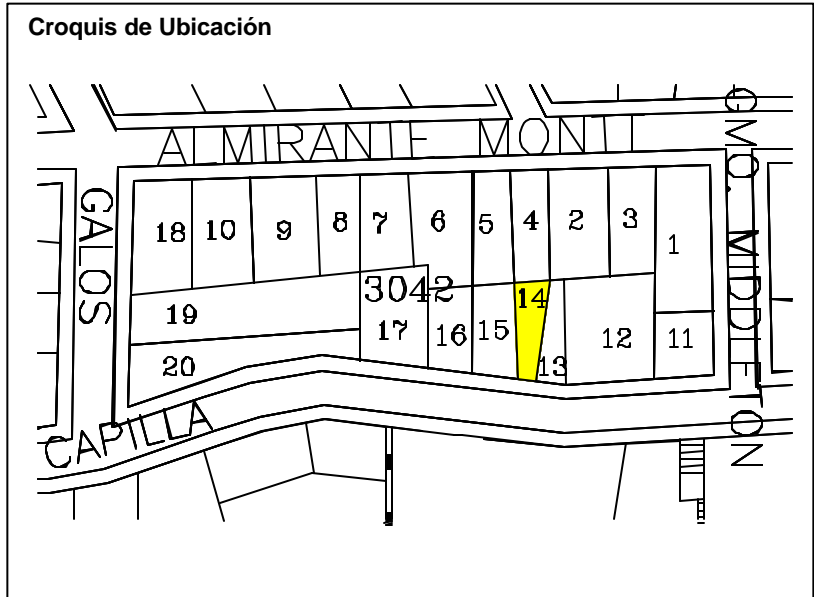 Croquis de Ubicación
ALMIRANTE MONTT
GMO. MIDDLETON
GALOS
18 10 9 8 7 6 5 4 2 3 1
3042
14
19
17 16 15 13 12 11
20
CAPILLA